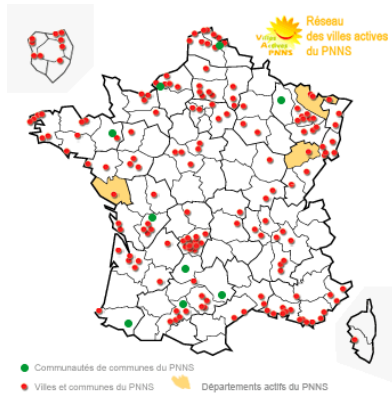 Réseau
des villes actives
du PNNS
Villes
Actives
PNNS
Communautés de communes du PNNS
Villes et communes du PNNS
Départements actifs du PNNS